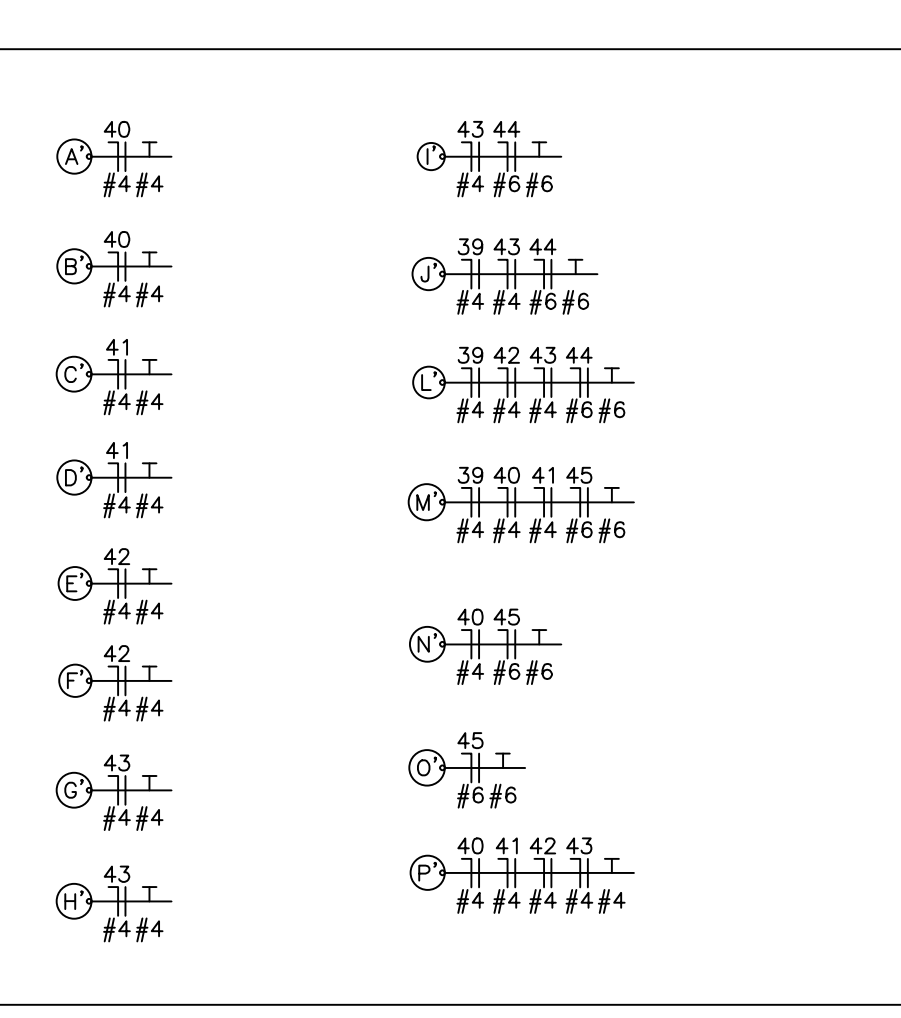 40
A'
#4 #4
40
B'
#4 #4
41
C'
#4 #4
41
D'
#4 #4
42
E'
#4 #4
42
F'
#4 #4
43
G'
#4 #4
43
H'
#4 #4
43 44
I'
#4 #6 #6
39 43 44
J'
#4 #4 #6 #6
39 42 43 44
L'
#4 #4 #4 #6 #6
39 40 41 45
M'
#4 #4 #4 #6 #6
40 45
N'
#4 #6 #6
45
O'
#6 #6
40 41 42 43
P'
#4 #4 #4 #4 #4